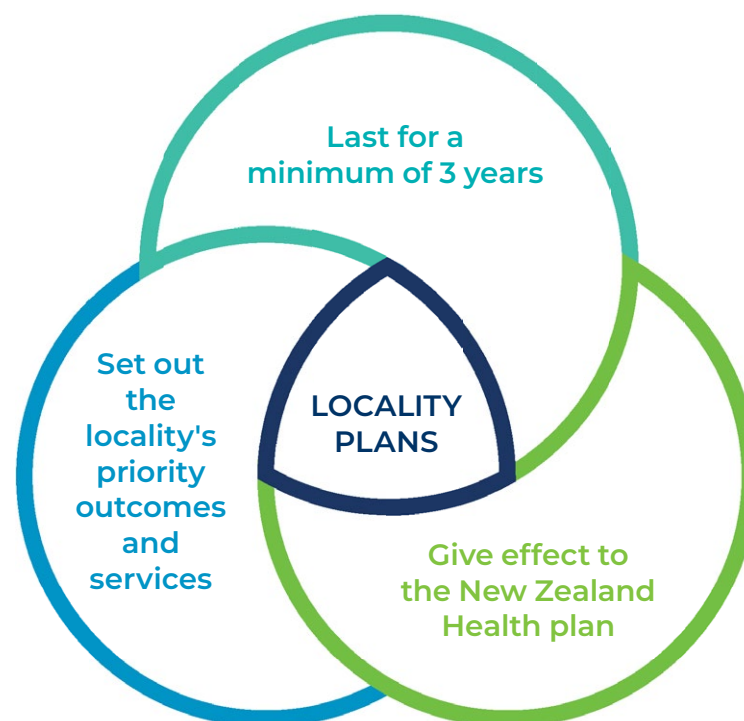 Last for a
minimum of 3 years
Set out
the
locality's
priority
outcomes
and
services
LOCALITY
PLANS
Give effect to
the New Zealand
Health plan